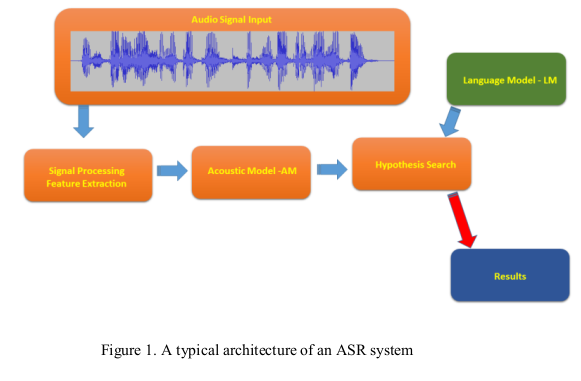 Audio Signal Input
Language Model - LM
Signal Processing
Feature Extraction
Acoustic Model -AM
Hypothesis Search
Results
Figure 1. A typical architecture of an ASR system